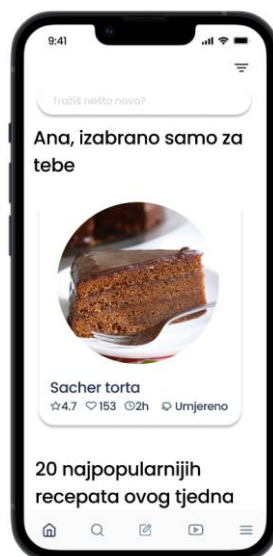 9:41
Tražiš nešto novo?
Ana, izabrano samo za
tebe
Sacher torta
4.7 153 2h Umjereno
20 najpopularnijih
recepata ovog tjedna